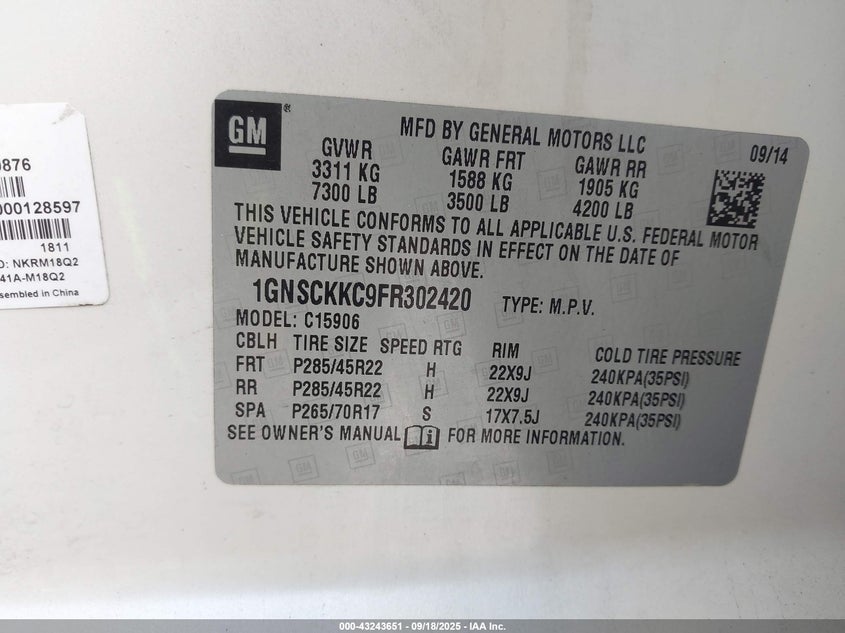 0876
000128597
1811
O: NKRM18Q2
41A-M18Q2
ssembled in China
GM ®
MFD BY GENERAL MOTORS LLC
09/14
GVWR GAWR FRT GAWR RR
3311 KG 1588 KG 1905 KG
7300 LB 3500 LB 4200 LB
THIS VEHICLE CONFORMS TO ALL APPLICABLE U.S. FEDERAL MOTOR
VEHICLE SAFETY STANDARDS IN EFFECT ON THE DATE OF
MANUFACTURE SHOWN ABOVE.
1GNSCKKC9FR302420 TYPE: M.P.V.
MODEL: C15906
CBLH TIRE SIZE SPEED RTG RIM COLD TIRE PRESSURE
FRT P285/45R22 H 22X9J 240KPA(35PSI)
RR P285/45R22 H 22X9J 240KPA(35PSI)
SPA P265/70R17 S 17X7.5J 240KPA(35PSI)
SEE OWNER'S MANUAL FOR MORE INFORMATION.
000-43243651 - 09/18/2025 - IAA Inc.